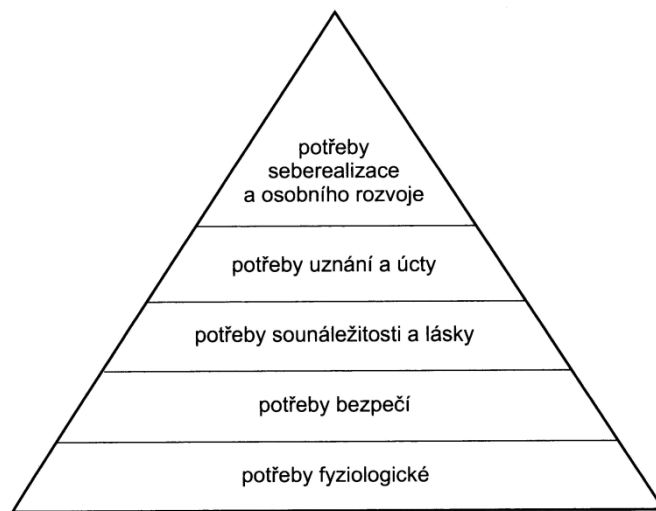 potřeby
seberealizace
a osobního rozvoje
potřeby uznání a úcty
potřeby sounáležitosti a lásky
potřeby bezpečí
potřeby fyziologické